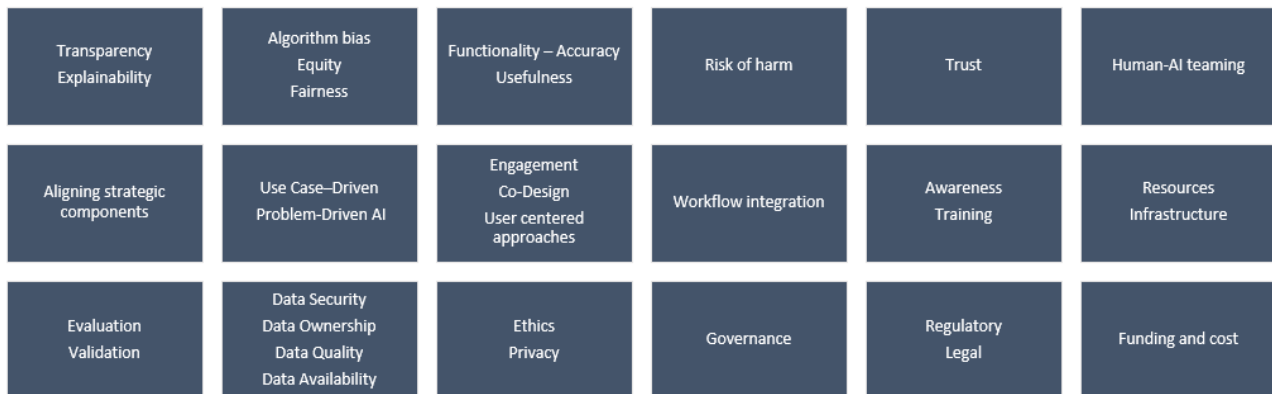 Transparency
Explainability
Algorithm bias
Equity
Fairness
Functionality – Accuracy
Usefulness
Risk of harm
Trust
Human-AI teaming
Aligning strategic
components
Use Case–Driven
Problem-Driven AI
Engagement
Co-Design
User centered
approaches
Workflow integration
Awareness
Training
Resources
Infrastructure
Evaluation
Validation
Data Security
Data Ownership
Data Quality
Data Availability
Ethics
Privacy
Governance
Regulatory
Legal
Funding and cost